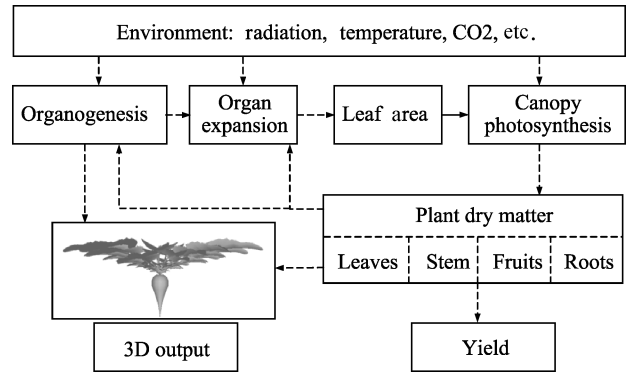 Environment: radiation, temperature, CO2, etc.
Organogenesis
Organ
expansion
Leaf area
Canopy
photosynthesis
Plant dry matter
Leaves Stem Fruits Roots
3D output
Yield